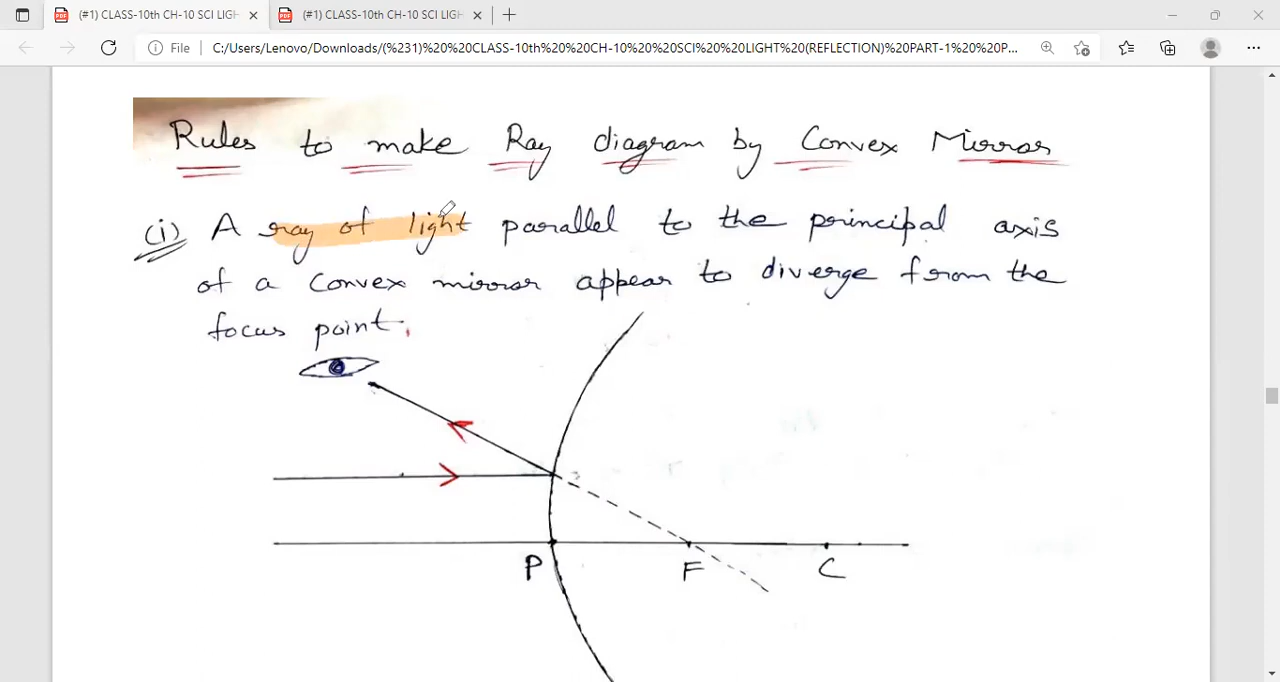 (#1) CLASS-10th CH-10 SCI LIGH
(#1) CLASS-10th CH-10 SCI LIGH
File
C:/Users/Lenovo/Downloads/(%231)%20%20CLASS-10th%20%20CH-10%20%20SCI%20%20LIGHT%20(REFLECTION)%20PART-1%20%20P...
Rules to make Ray diagram by Convex Mirror
(i) A ray of light parallel to the principal axis
of a convex mirror appear to diverge from the
focus point.
P F C